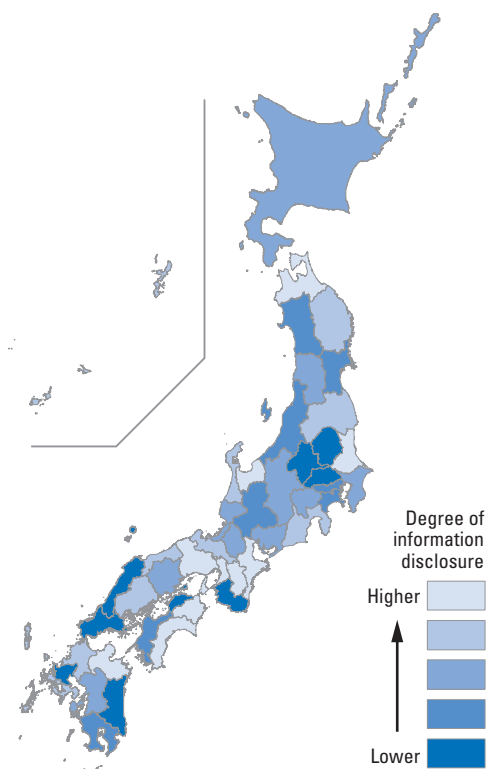 Degree of
information
disclosure
Higher
Lower